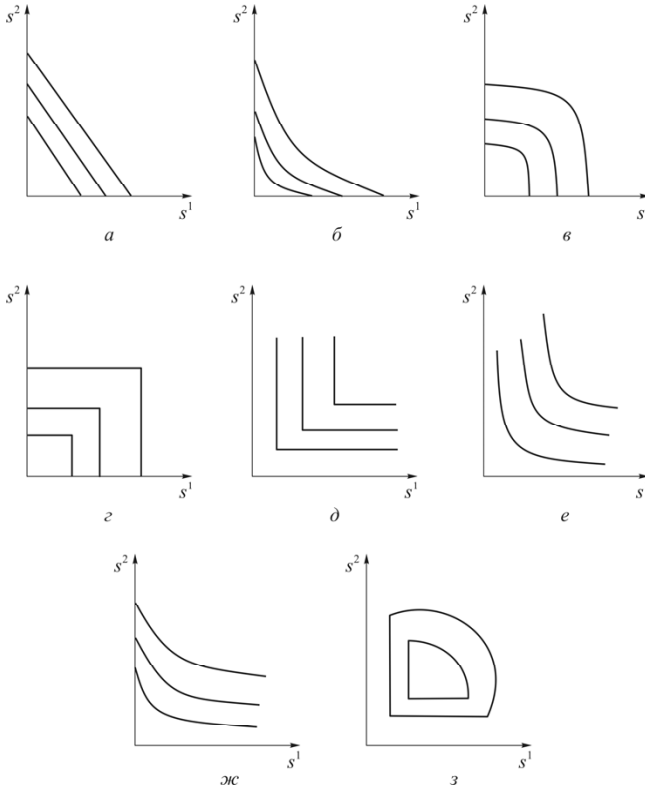 s² s² s²
s¹ s¹ s
а б в
s² s² s²
s¹ s¹ s
г д е
s² s²
s¹ s¹
ж з